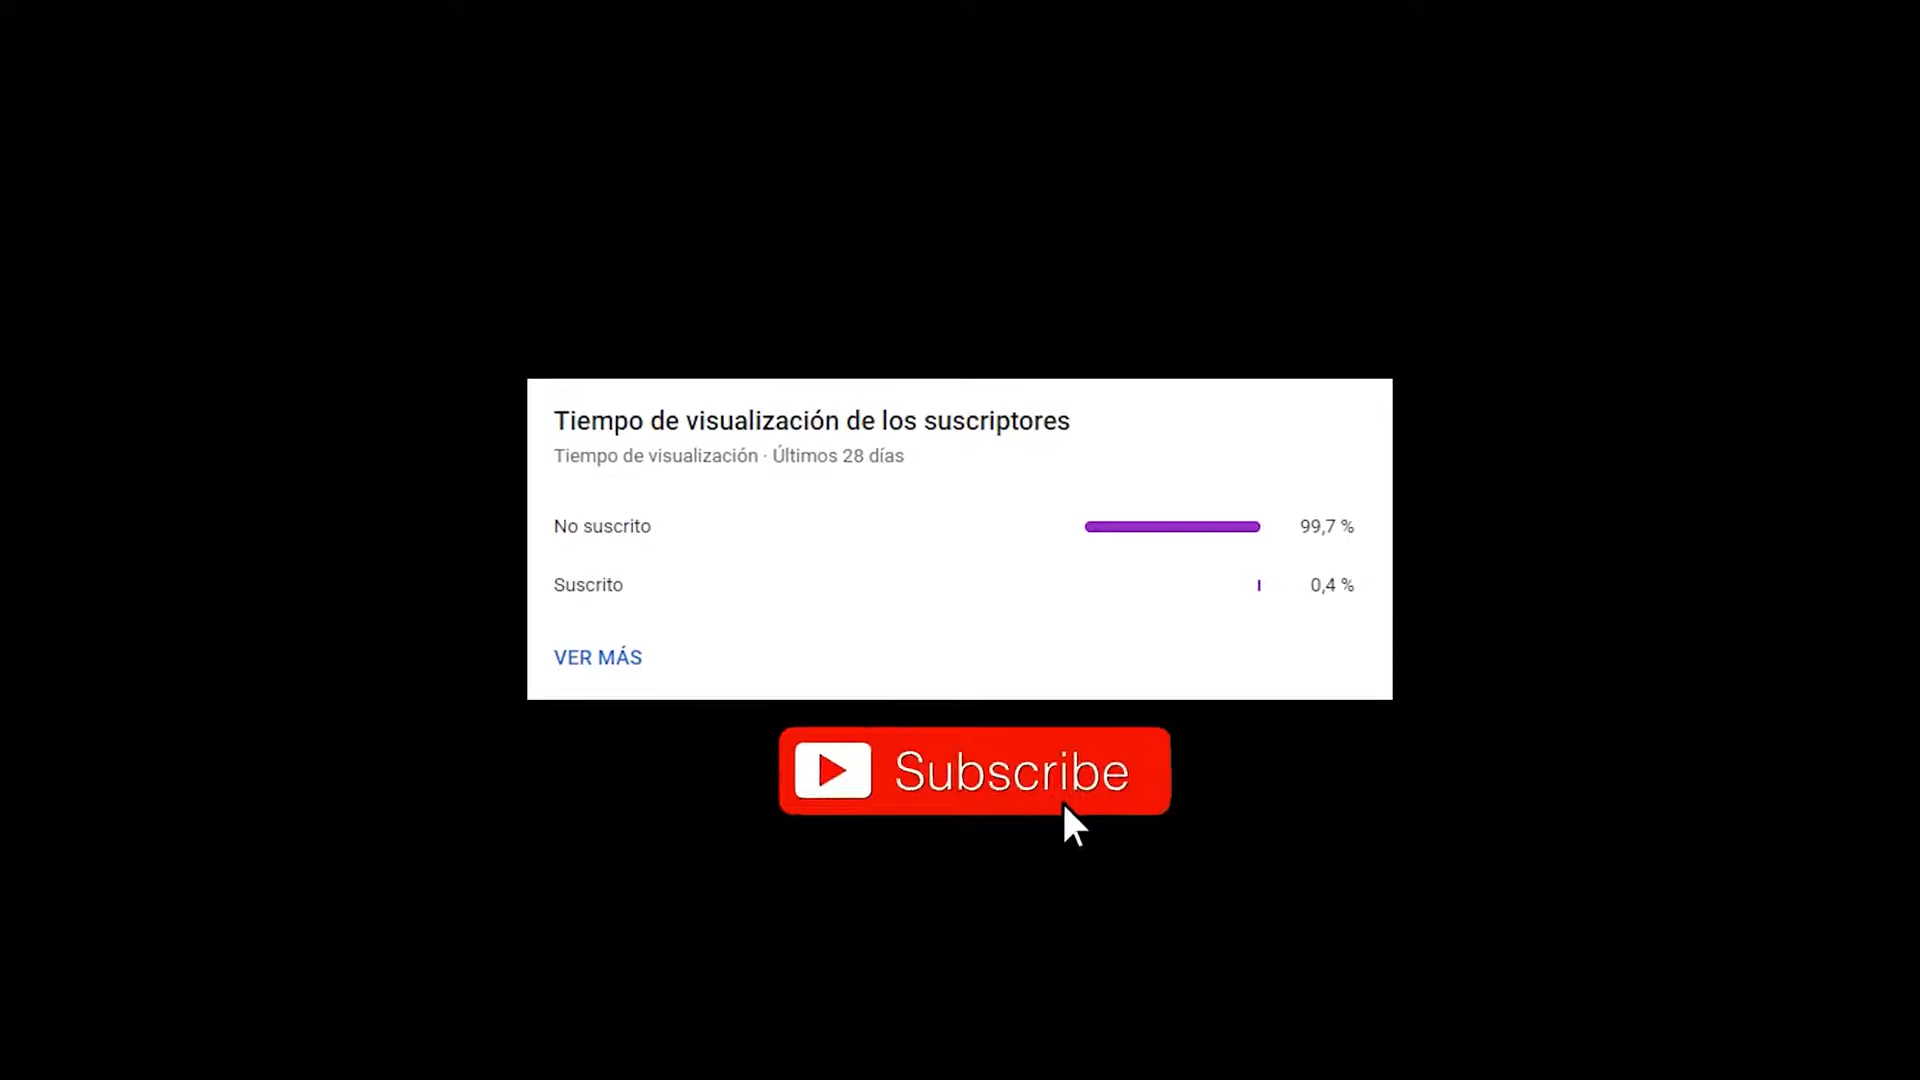 Tiempo de visualización de los suscriptores
Tiempo de visualización · Últimos 28 días
No suscrito 99,7 %
Suscrito 0,4 %
VER MÁS
Subscribe